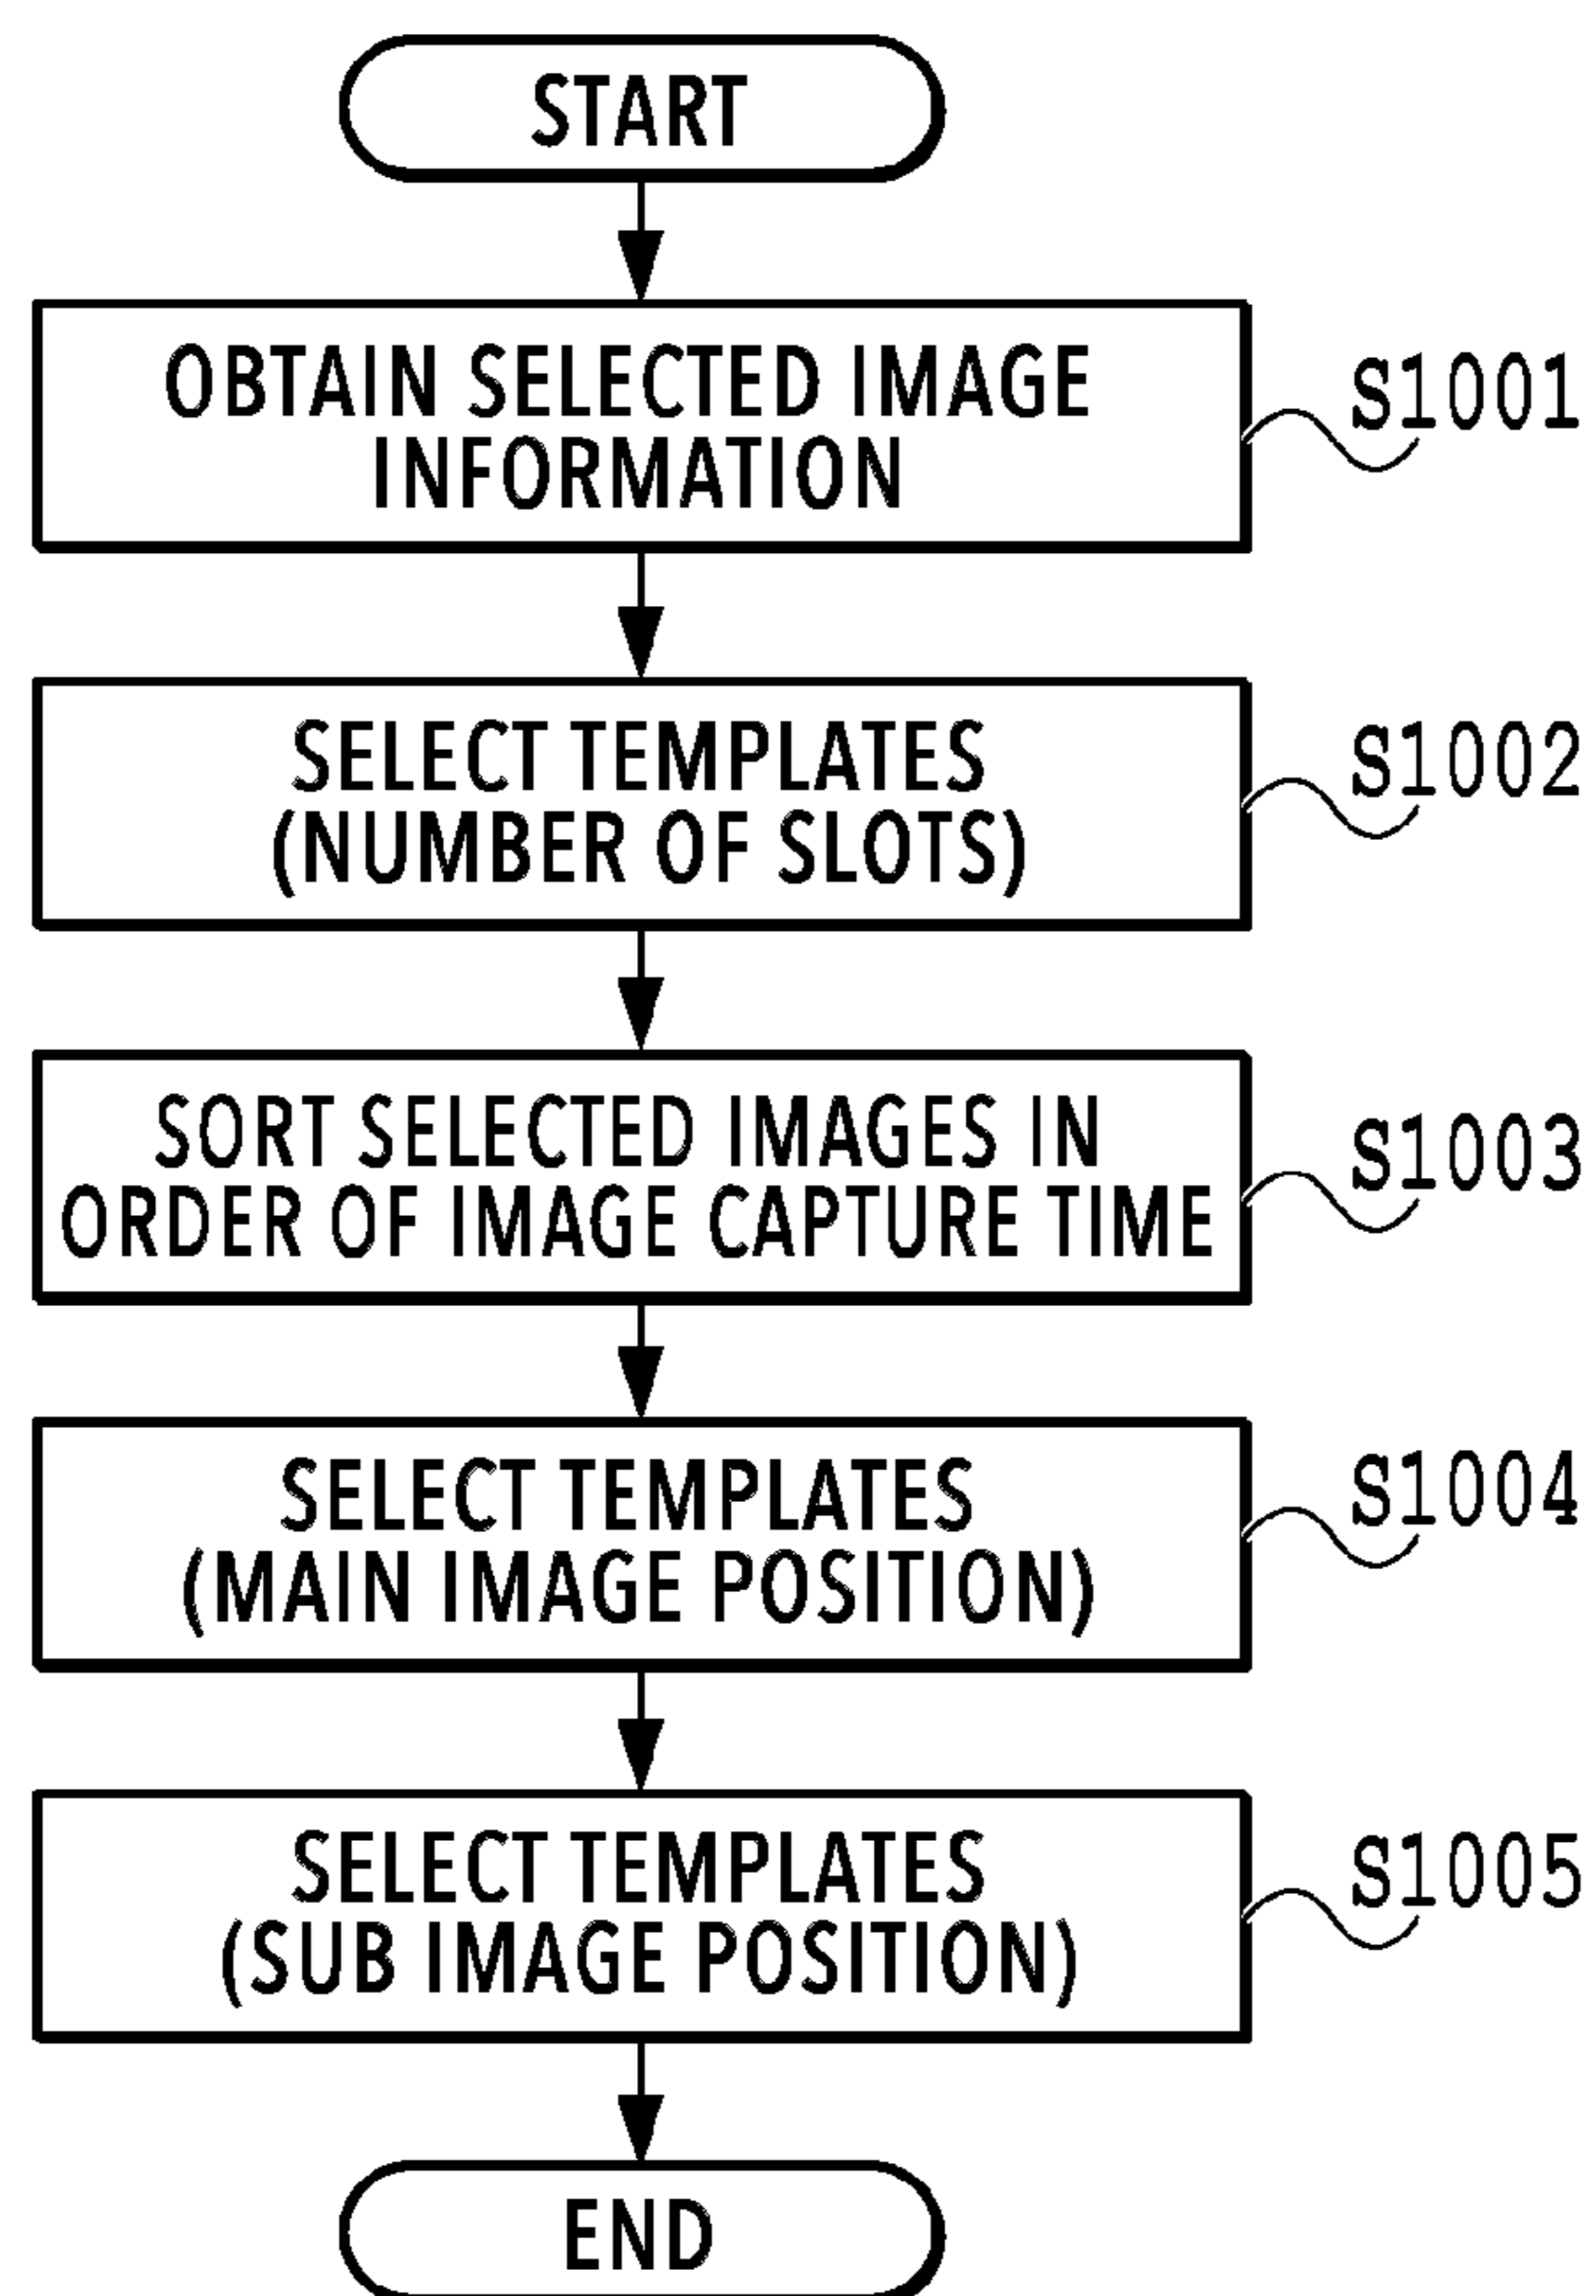 START
OBTAIN SELECTED IMAGE
INFORMATION
S1001
SELECT TEMPLATES
(NUMBER OF SLOTS)
S1002
SORT SELECTED IMAGES IN
ORDER OF IMAGE CAPTURE TIME
S1003
SELECT TEMPLATES
(MAIN IMAGE POSITION)
S1004
SELECT TEMPLATES
(SUB IMAGE POSITION)
S1005
END